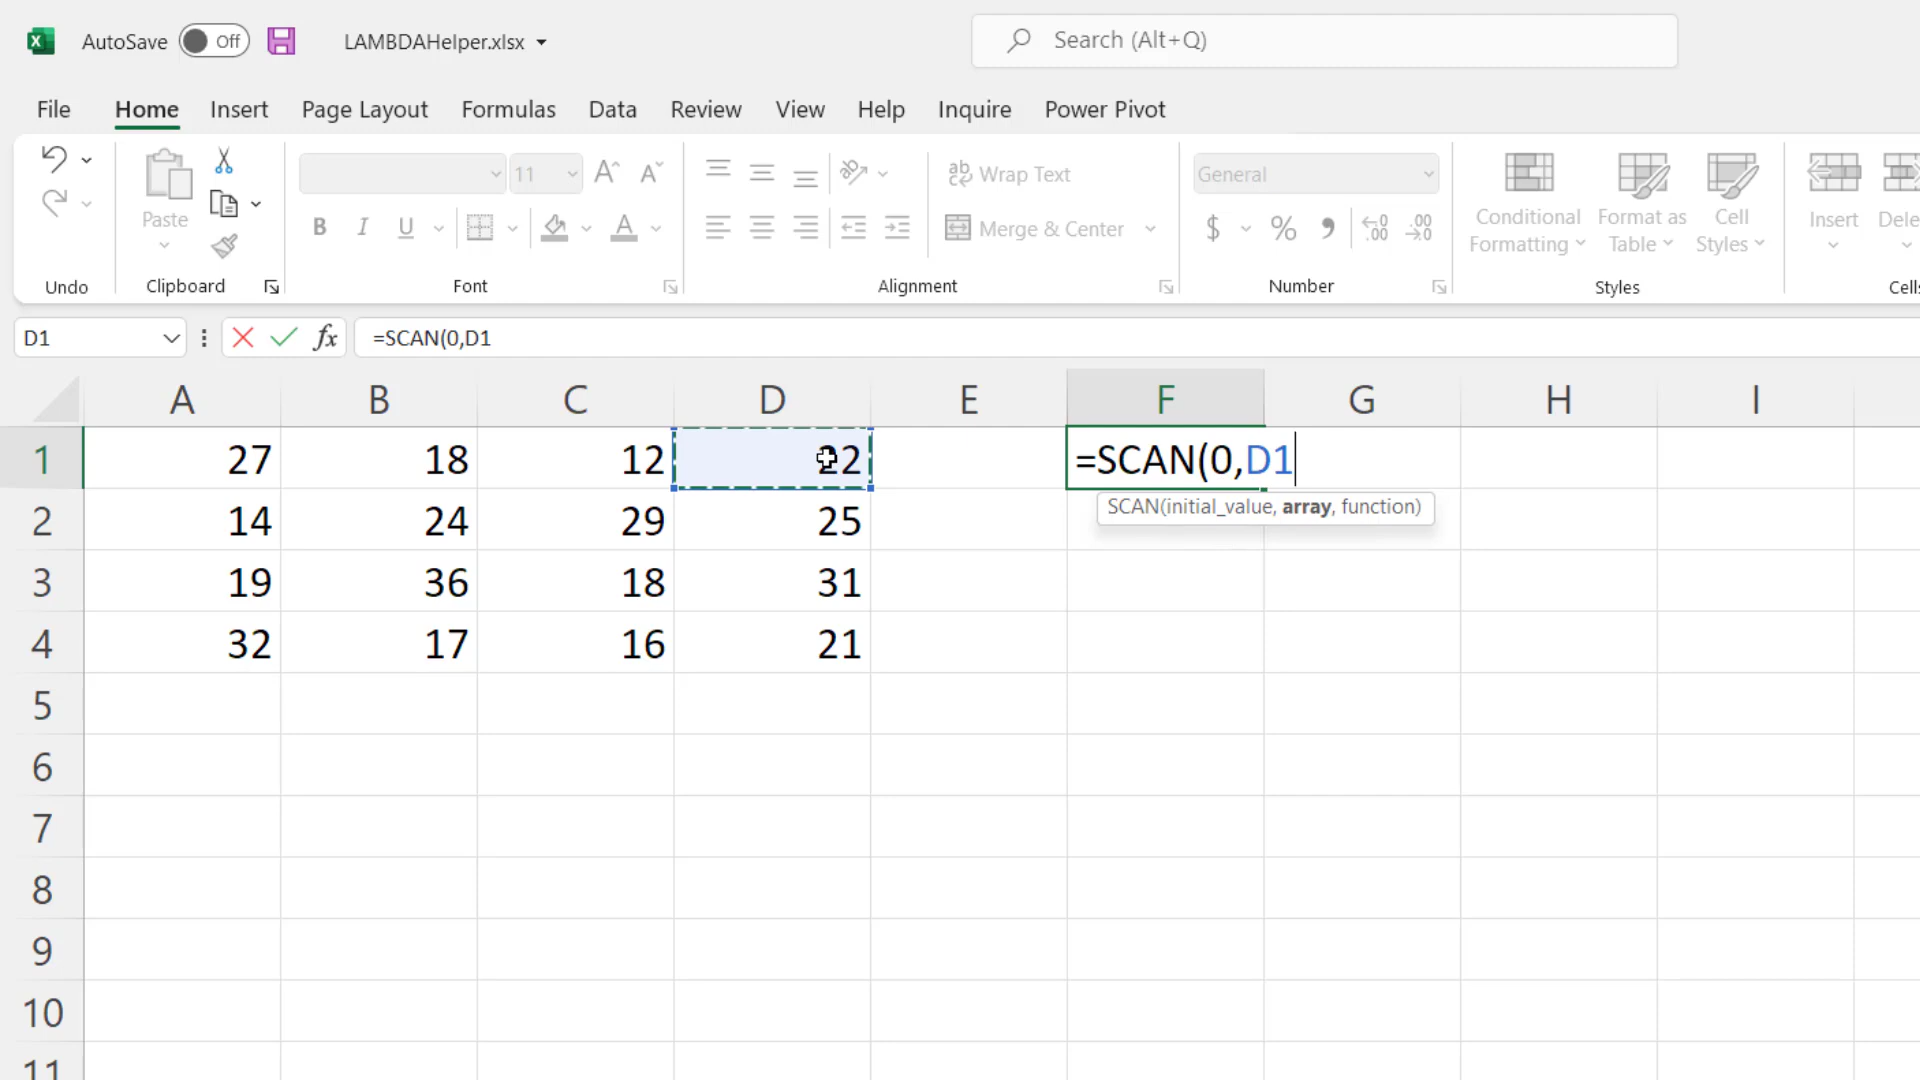 AutoSave Off LAMBDAHelper.xlsx Search (Alt+Q)
File Home Insert Page Layout Formulas Data Review View Help Inquire Power Pivot
Paste
11
Wrap Text
Merge & Center
General
Conditional Formatting
Format as Table
Cell Styles
Insert
Dele
Undo Clipboard Font Alignment Number Styles Cells
D1 fx =SCAN(0,D1
A B C D E F G H I
1 27 18 12 22 =SCAN(0,D1
SCAN(initial_value, array, function)
2 14 24 29 25
3 19 36 18 31
4 32 17 16 21
5
6
7
8
9
10
11